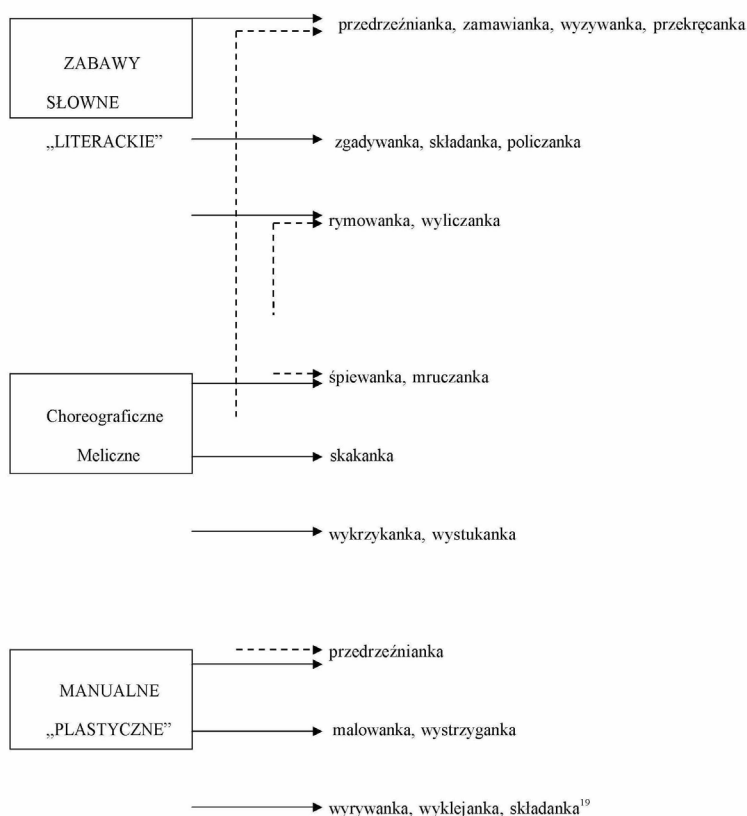 przedrzeźnianka, zamawianka, wyzywanka, przekręcanka
ZABAWY
SŁOWNE
„LITERACKIE”
zgadywanka, składanka, policzanka
rymowanka, wyliczanka
śpiewanka, mruczanka
Choreograficzne
Meliczne
skakanka
wykrzykanka, wystukanka
przedrzeźnianka
MANUALNE
„PLASTYCZNE”
malowanka, wystrzyganka
wyrywanka, wyklejanka, składanka¹⁹